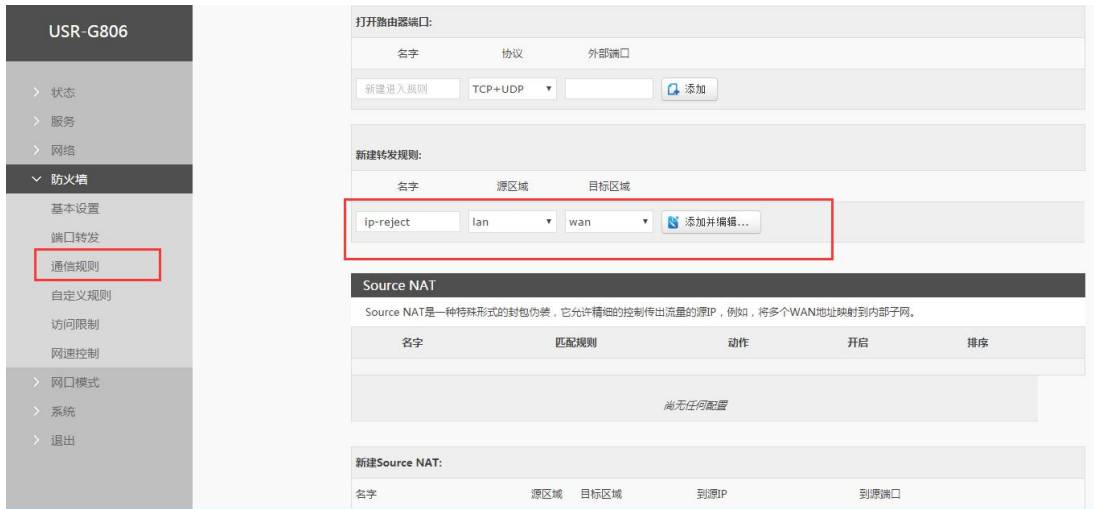 USR-G806
状态
服务
网络
防火墙
基本设置
端口转发
通信规则
自定义规则
访问限制
网速控制
网口模式
系统
退出
打开路由器端口:
名字 协议 外部端口
新建进入规则 TCP+UDP 添加
新建转发规则:
名字 源区域 目标区域
ip-reject lan wan 添加并编辑...
Source NAT
Source NAT是一种特殊形式的封包伪装，它允许精细的控制传出流量的源IP，例如，将多个WAN地址映射到内部子网。
名字 匹配规则 动作 开启 排序
尚无任何配置
新建Source NAT:
名字 源区域 目标区域 到源IP 到源端口